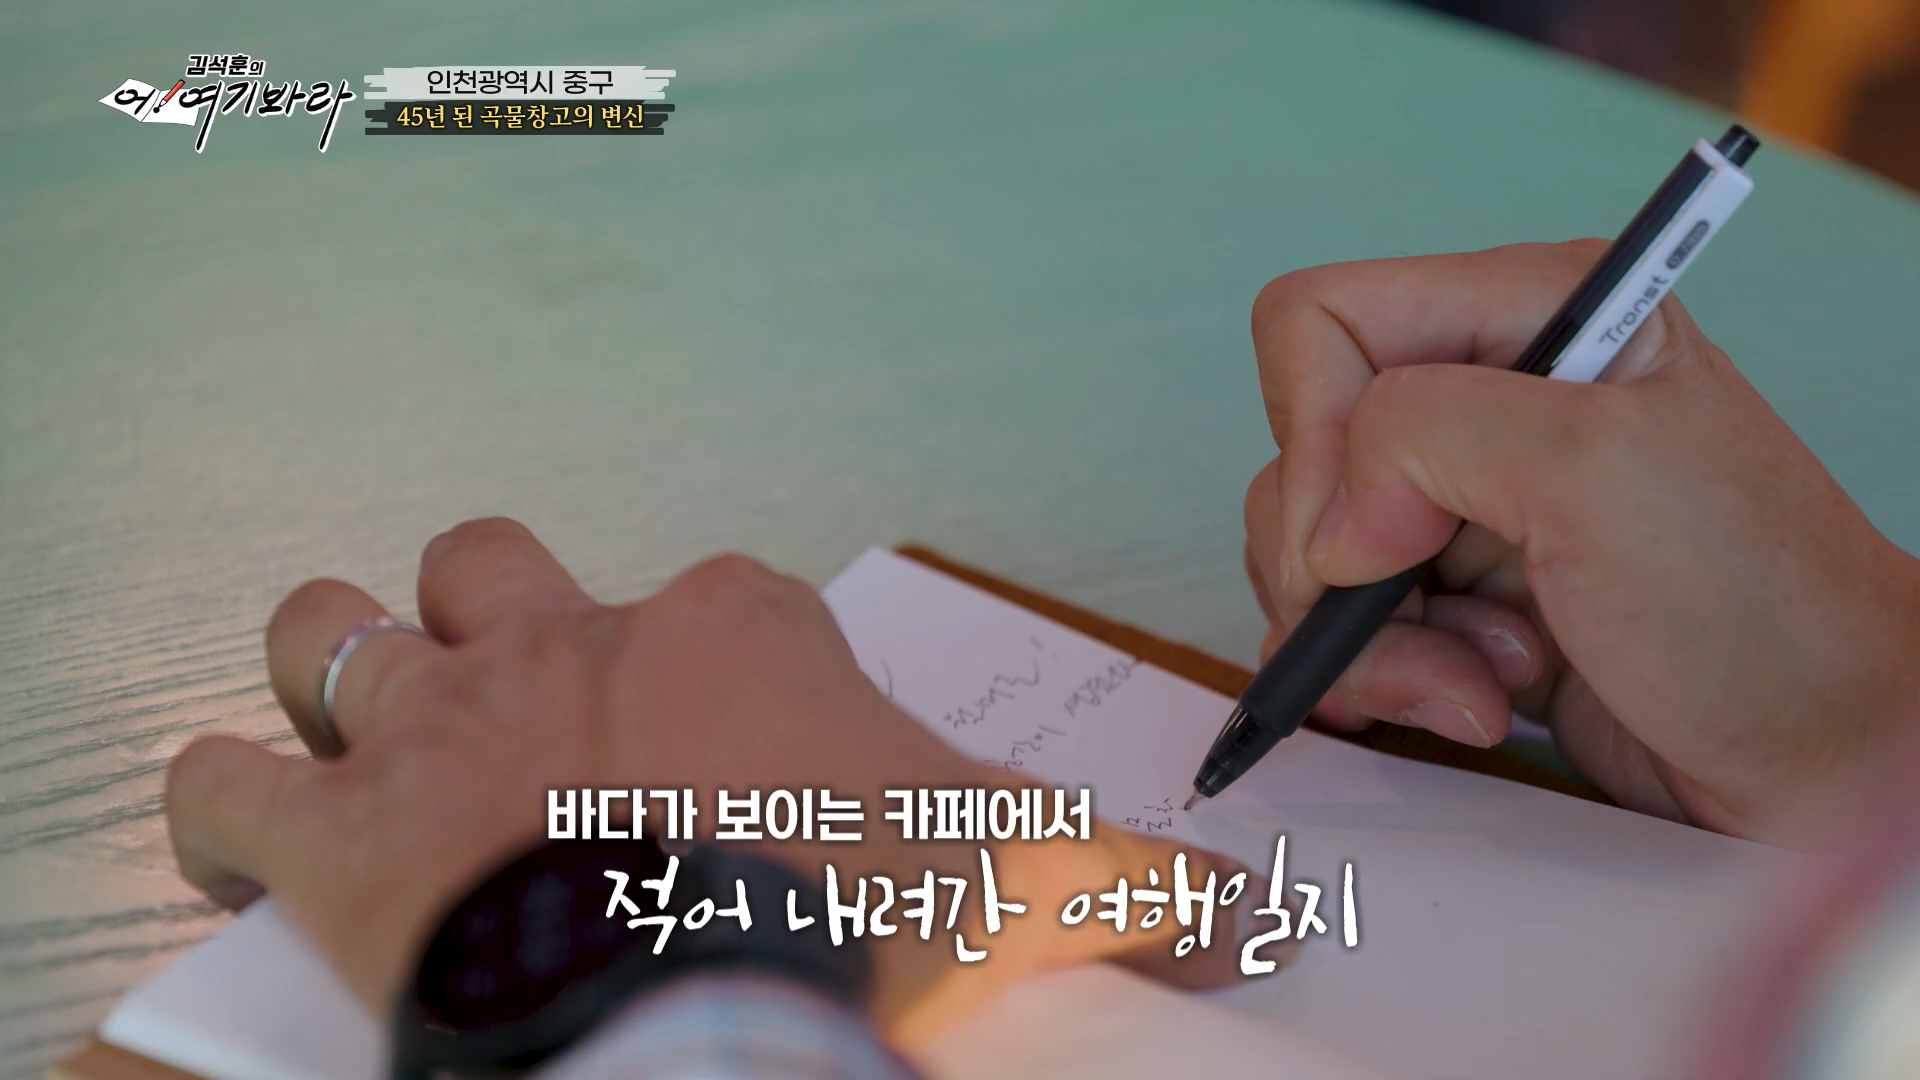 김석훈의
어! 여기봐라
인천광역시 중구
45년 된 곡물창고의 변신
Tronst
바다가 보이는 카페에서
적어 내려간 여행일지